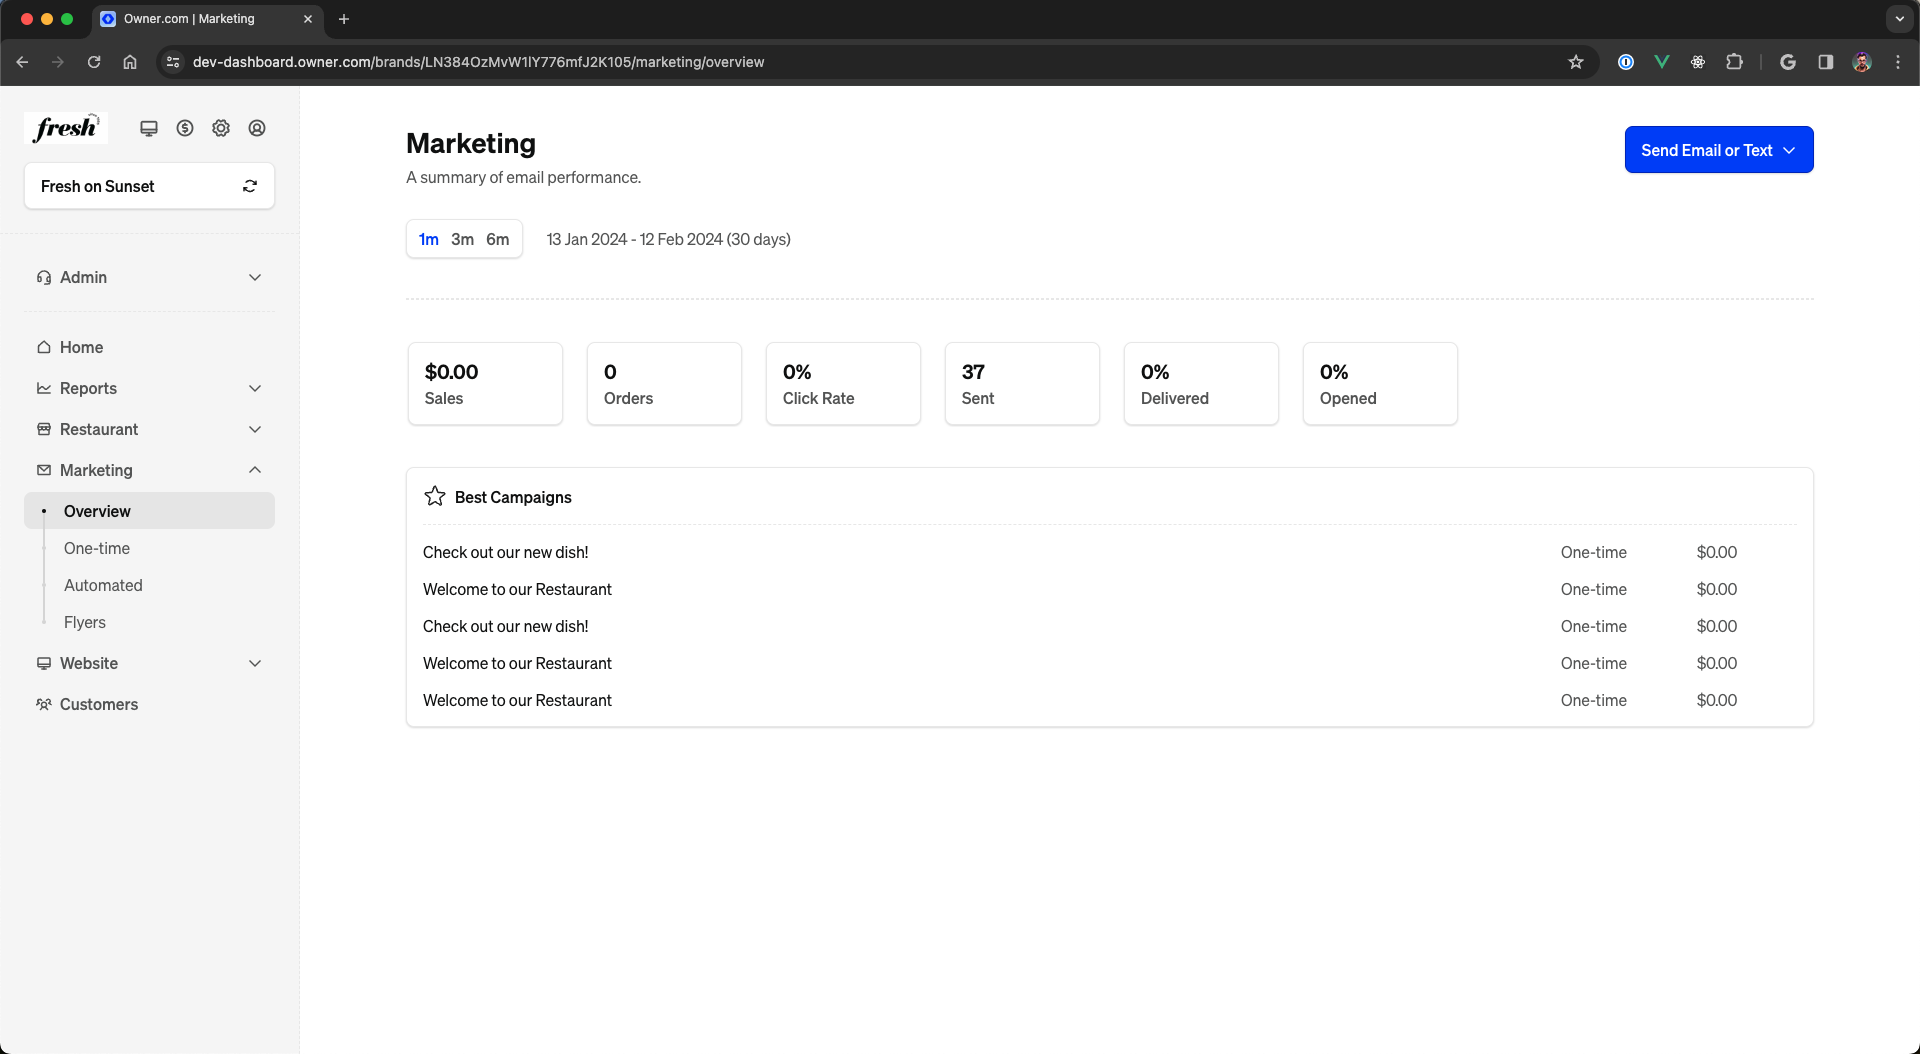 Owner.com | Marketing
dev-dashboard.owner.com/brands/LN384OzMvW1lY776mfJ2K105/marketing/overview
fresh
Fresh on Sunset
Admin
Home
Reports
Restaurant
Marketing
Overview
One-time
Automated
Flyers
Website
Customers
Marketing
A summary of email performance.
Send Email or Text
1m 3m 6m 13 Jan 2024 - 12 Feb 2024 (30 days)
$0.00
Sales
0
Orders
0%
Click Rate
37
Sent
0%
Delivered
0%
Opened
Best Campaigns
Check out our new dish! One-time $0.00
Welcome to our Restaurant One-time $0.00
Check out our new dish! One-time $0.00
Welcome to our Restaurant One-time $0.00
Welcome to our Restaurant One-time $0.00